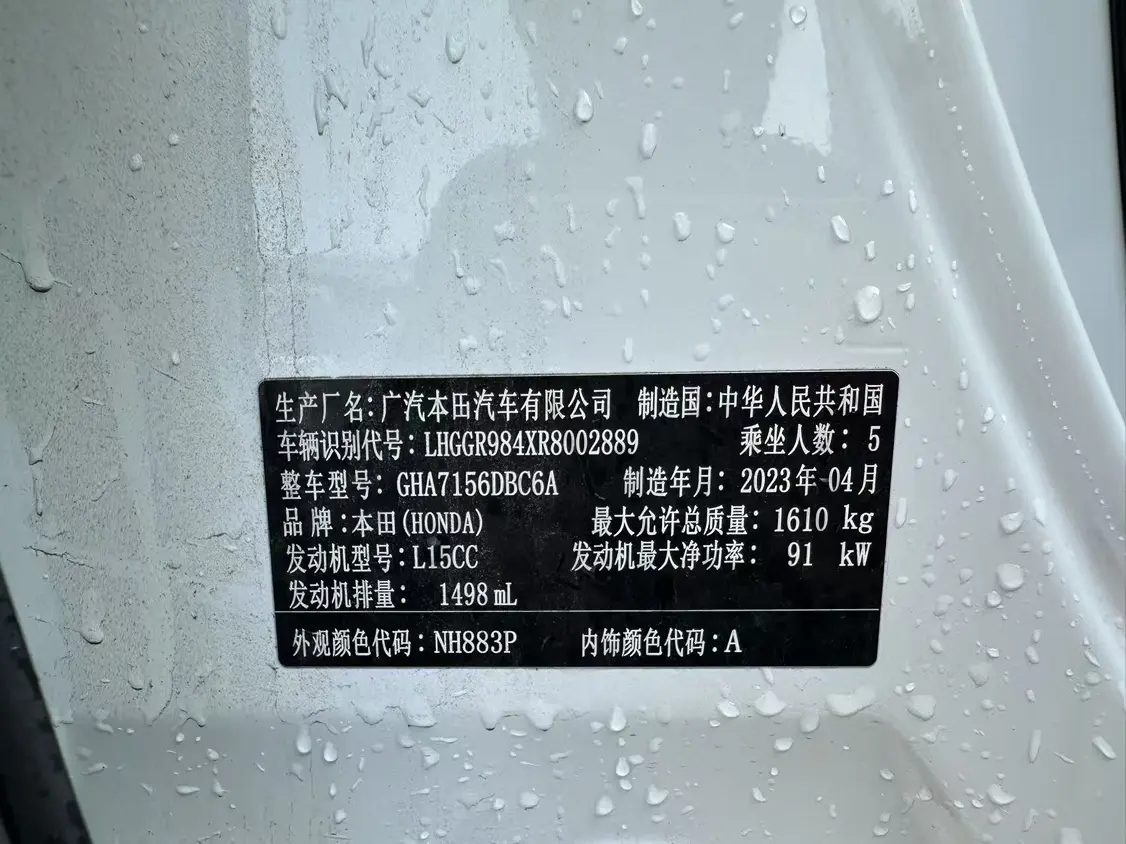 生产厂名：广汽本田汽车有限公司 制造国：中华人民共和国
车辆识别代号：LHGGR984XR8002889 乘坐人数：5
整车型号：GHA7156DBC6A 制造年月：2023年04月
品牌：本田(HONDA) 最大允许总质量：1610 kg
发动机型号：L15CC 发动机最大净功率：91 kW
发动机排量：1498 mL
外观颜色代码：NH883P 内饰颜色代码：A